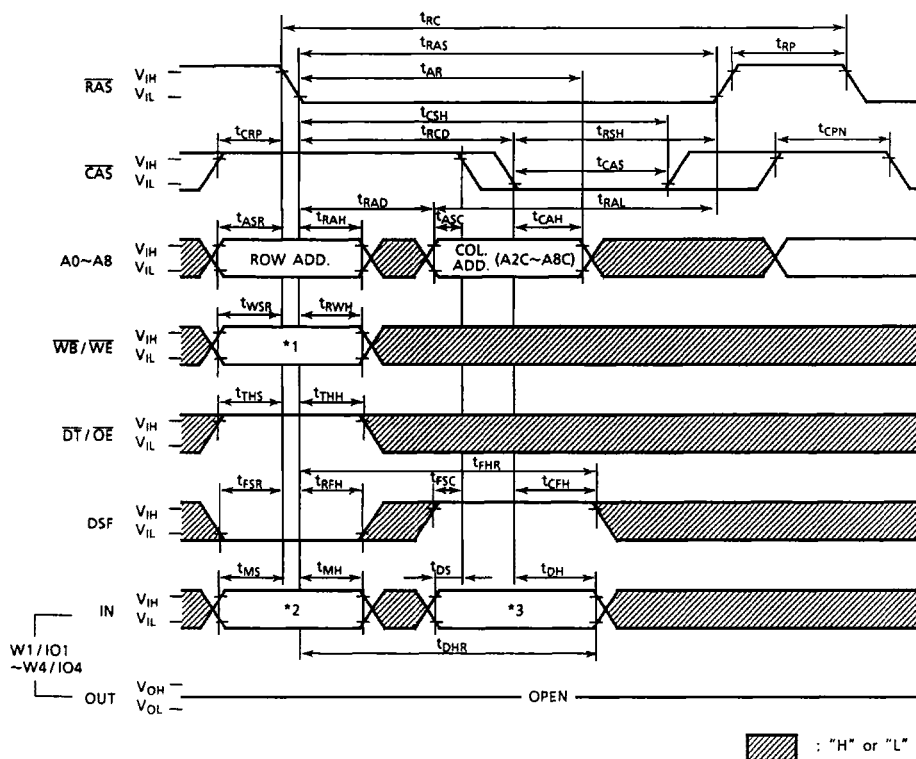 tRC
tRAS
tRP
tAR
RAS VIH
VIL
tCSH
tCRP tRCD tRSH tCPN
CAS VIH
VIL
tCAS
tRAD tRAL
tASR tRAH tASC tCAH
A0~A8 VIH
VIL
ROW ADD. COL. ADD. (A2C~A8C)
tWSR tRWH
WB/WE VIH
VIL
*1
tTHS tTHH
DT/OE VIH
VIL
tFHR
tFSR tRFH tFSC tCFH
DSF VIH
VIL
tMS tMH tDS tDH
IN VIH
VIL
*2 *3
tDHR
W1/IO1
~W4/IO4
OUT VOH
VOL
OPEN
: "H" or "L"